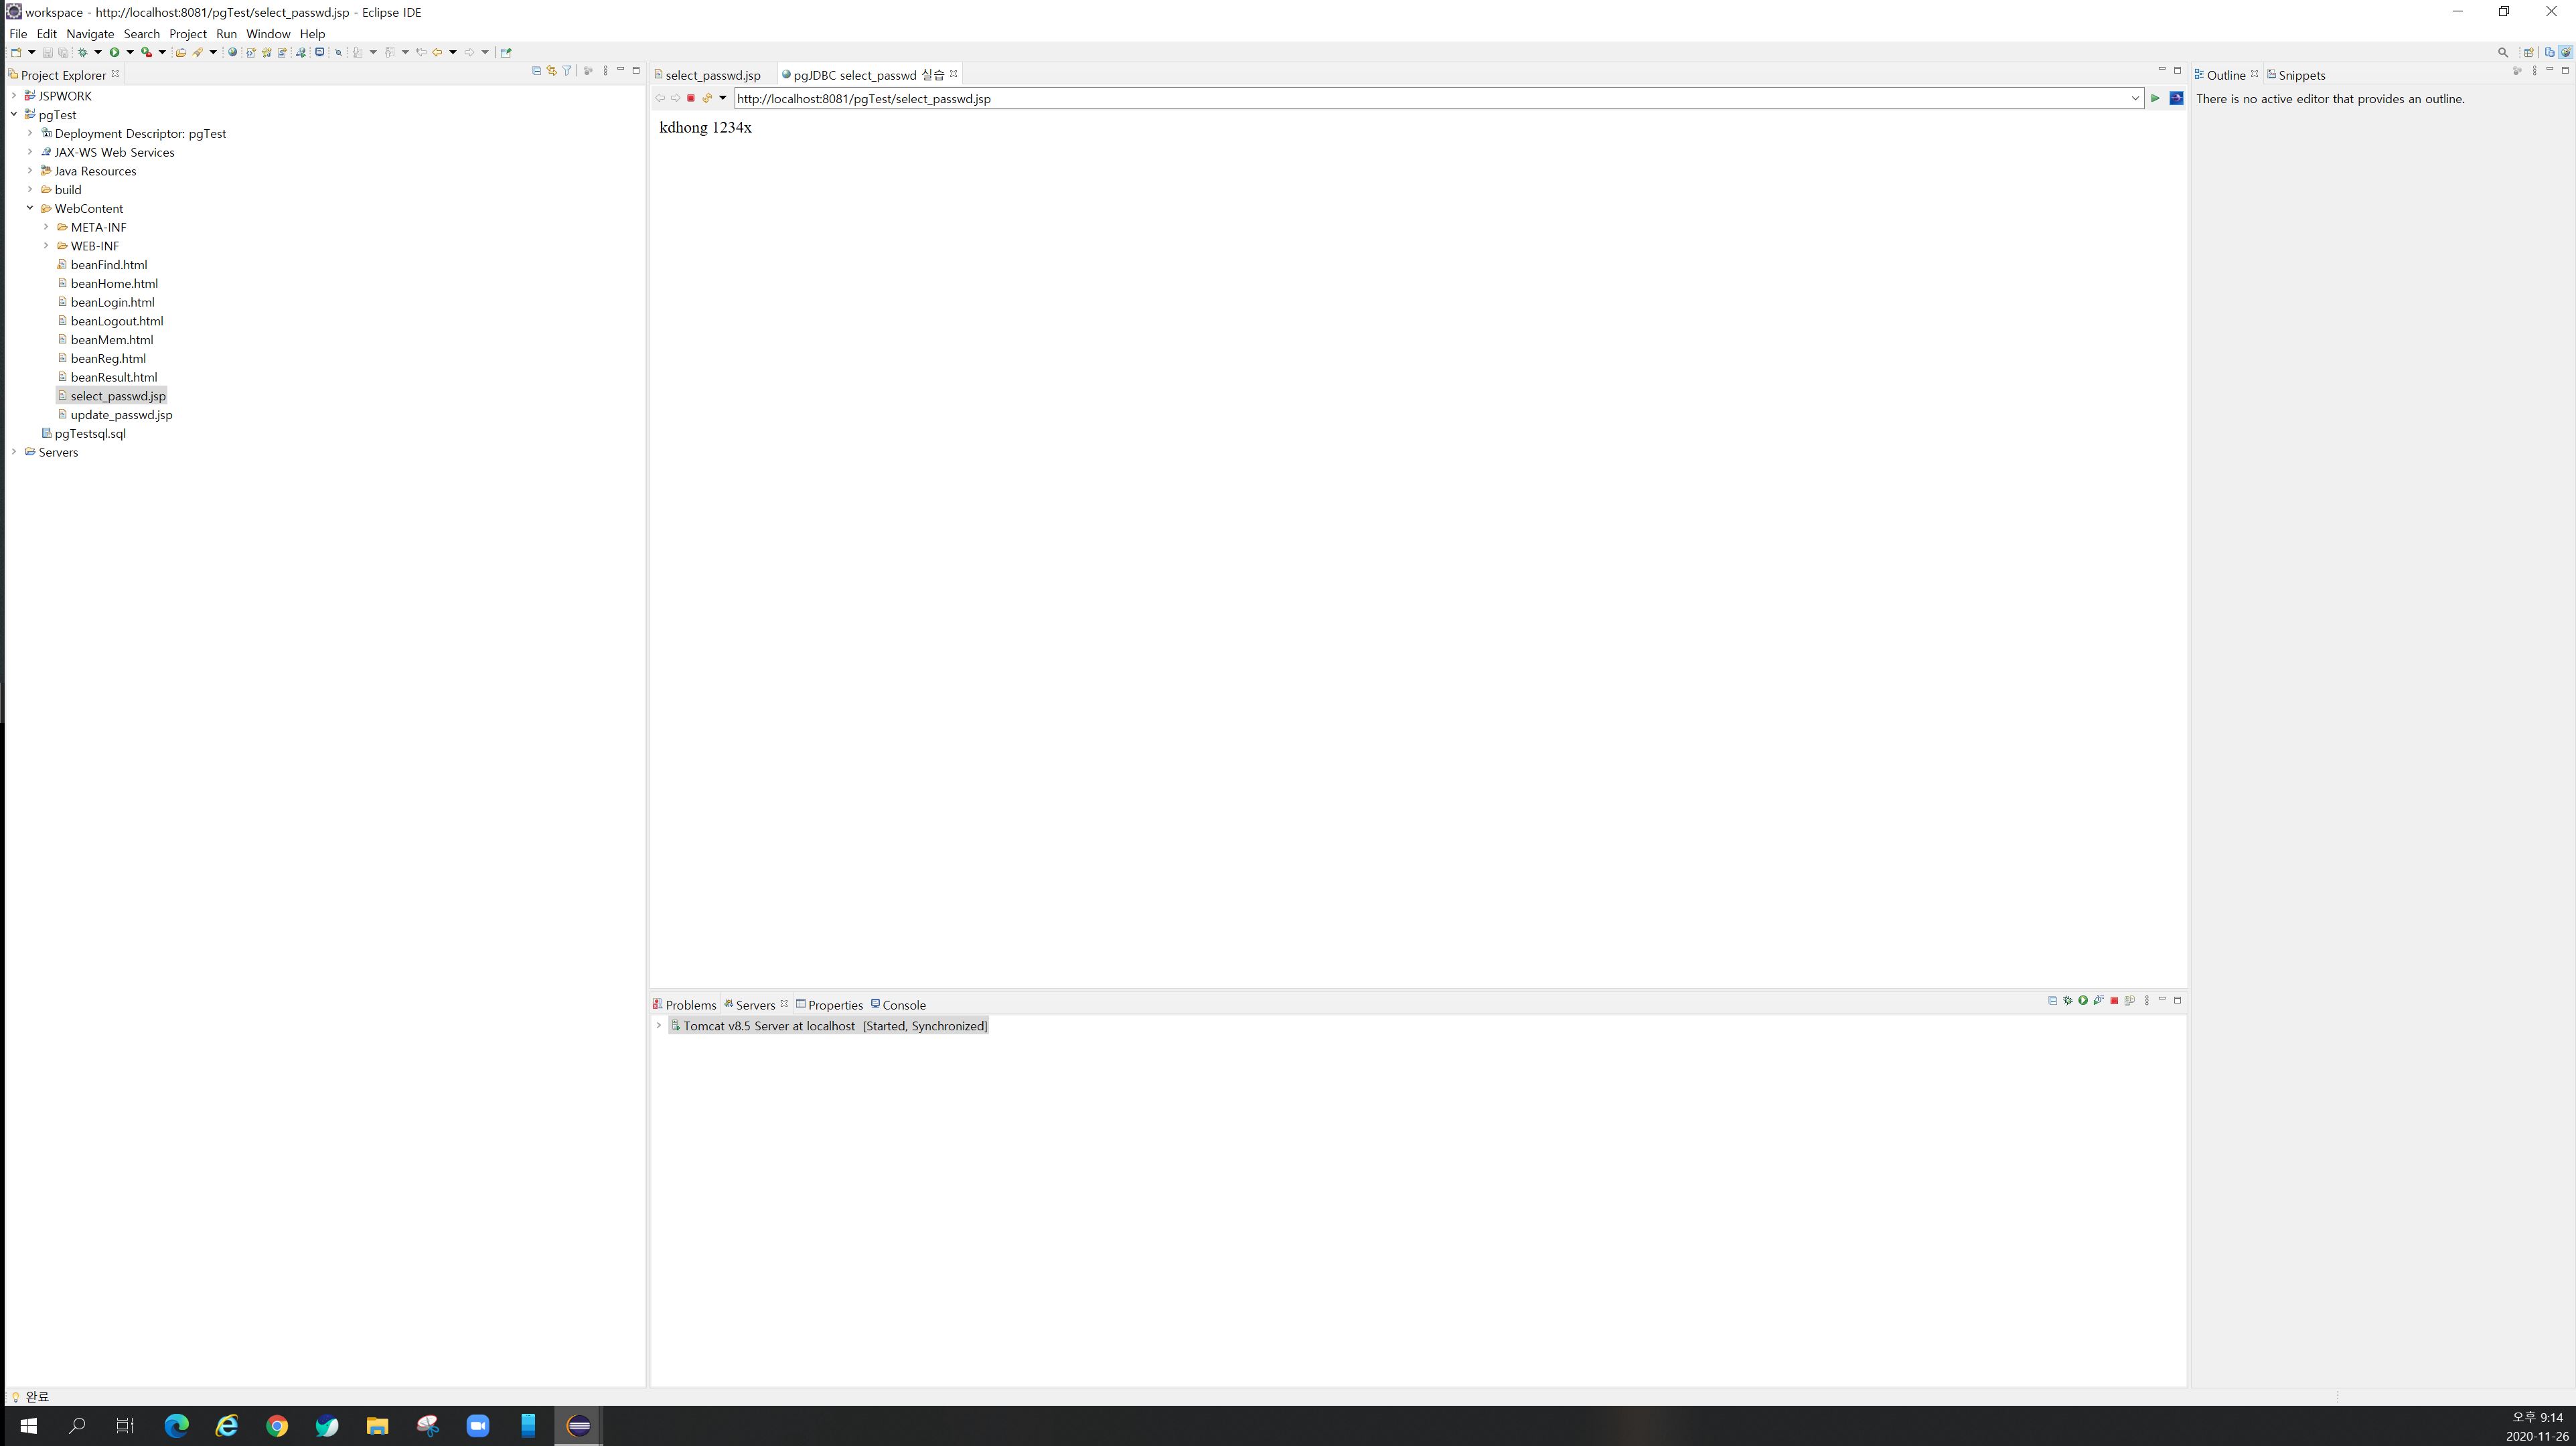 workspace - http://localhost:8081/pgTest/select_passwd.jsp - Eclipse IDE
File Edit Navigate Search Project Run Window Help
Project Explorer
JSPWORK
pgTest
Deployment Descriptor: pgTest
JAX-WS Web Services
Java Resources
build
WebContent
META-INF
WEB-INF
beanFind.html
beanHome.html
beanLogin.html
beanLogout.html
beanMem.html
beanReg.html
beanResult.html
select_passwd.jsp
update_passwd.jsp
pgTestsql.sql
Servers
select_passwd.jsp pgJDBC select_passwd 실습
http://localhost:8081/pgTest/select_passwd.jsp
kdhong 1234x
Problems Servers Properties Console
Tomcat v8.5 Server at localhost [Started, Synchronized]
Outline Snippets
There is no active editor that provides an outline.
완료
오후 9:14
2020-11-26